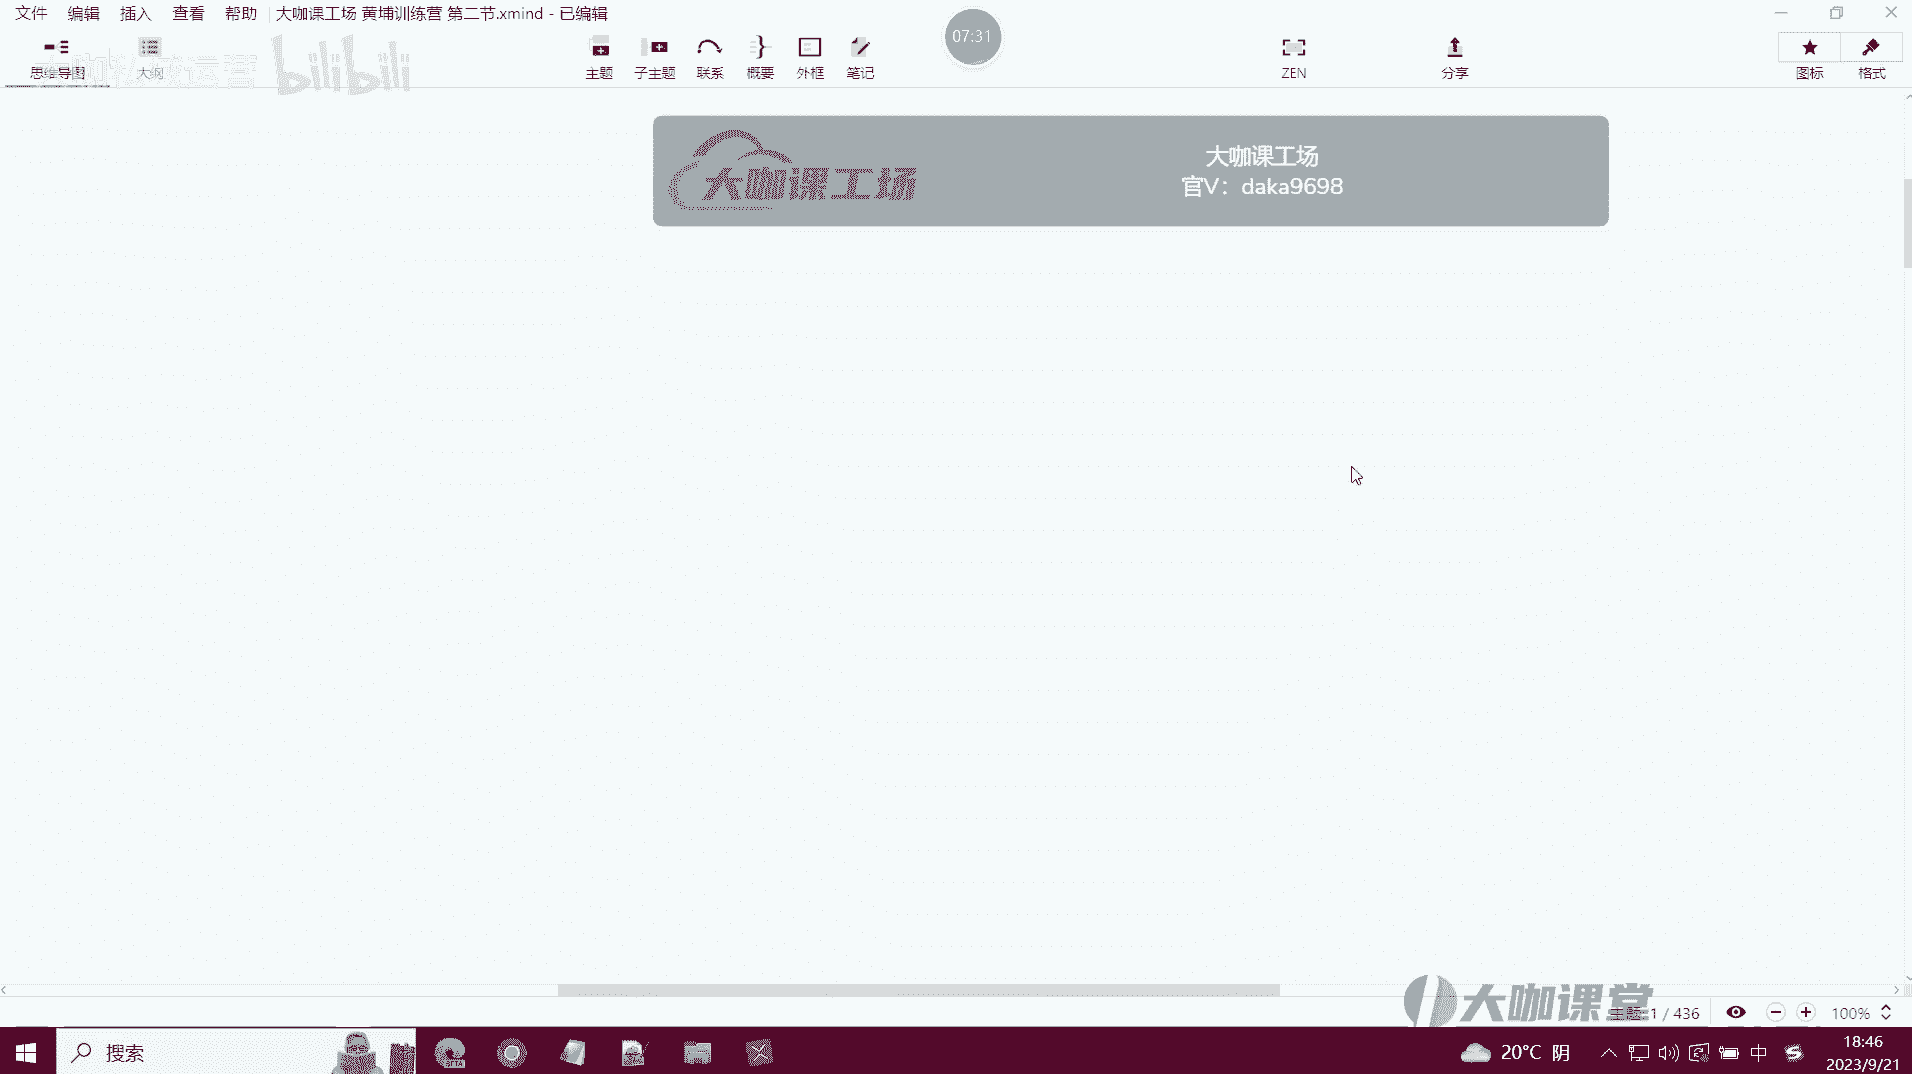 文件 编辑 插入 查看 帮助 大咖课工场 黄埔训练营 第二节.xmind - 已编辑
07:31
bilibili
思维导图 大纲 主题 子主题 联系 概要 外框 笔记 ZEN 分享 图标 格式
大咖课工场
大咖课工场
官V：daka9698
大咖课堂
主题: 1 / 436 100%
搜索
20°C 阴
中
18:46
2023/9/21